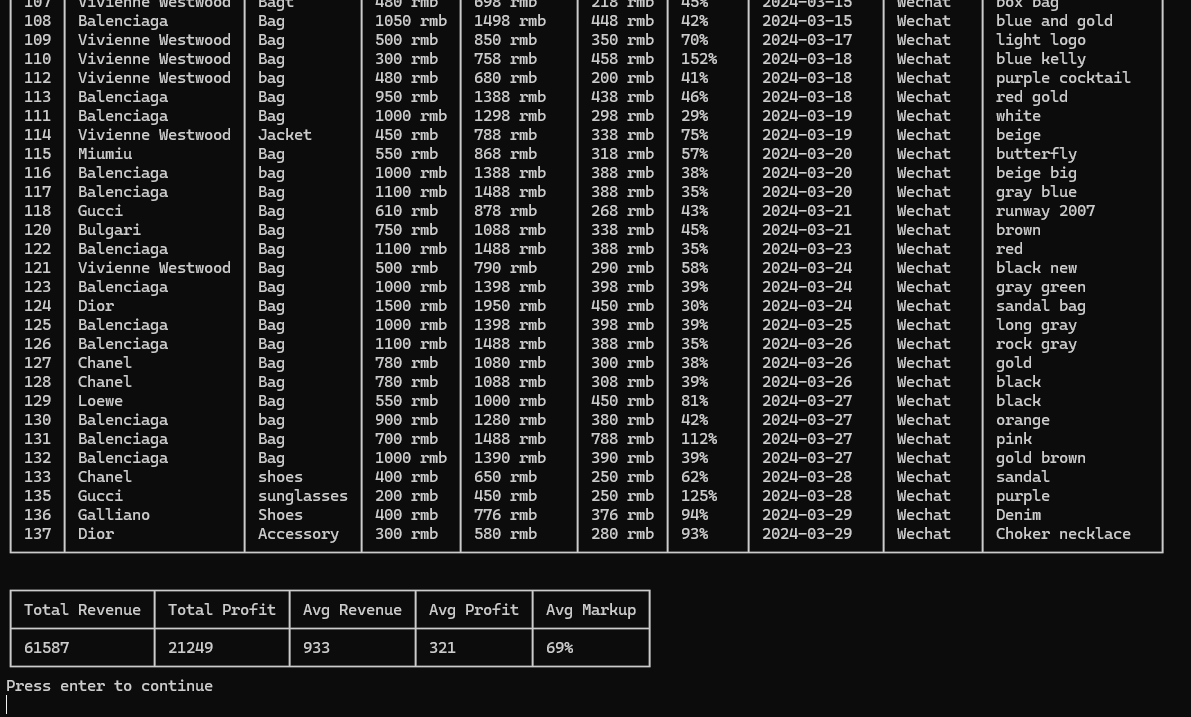 107 Vivienne Westwood Bagt 480 rmb 698 rmb 218 rmb 45% 2024-03-15 Wechat box bag
108 Balenciaga Bag 1050 rmb 1498 rmb 448 rmb 42% 2024-03-15 Wechat blue and gold
109 Vivienne Westwood Bag 500 rmb 850 rmb 350 rmb 70% 2024-03-17 Wechat light logo
110 Vivienne Westwood Bag 300 rmb 758 rmb 458 rmb 152% 2024-03-18 Wechat blue kelly
112 Vivienne Westwood bag 480 rmb 680 rmb 200 rmb 41% 2024-03-18 Wechat purple cocktail
113 Balenciaga Bag 950 rmb 1388 rmb 438 rmb 46% 2024-03-18 Wechat red gold
111 Balenciaga Bag 1000 rmb 1298 rmb 298 rmb 29% 2024-03-19 Wechat white
114 Vivienne Westwood Jacket 450 rmb 788 rmb 338 rmb 75% 2024-03-19 Wechat beige
115 Miumiu Bag 550 rmb 868 rmb 318 rmb 57% 2024-03-20 Wechat butterfly
116 Balenciaga bag 1000 rmb 1388 rmb 388 rmb 38% 2024-03-20 Wechat beige big
117 Balenciaga Bag 1100 rmb 1488 rmb 388 rmb 35% 2024-03-20 Wechat gray blue
118 Gucci Bag 610 rmb 878 rmb 268 rmb 43% 2024-03-21 Wechat runway 2007
120 Bulgari Bag 750 rmb 1088 rmb 338 rmb 45% 2024-03-21 Wechat brown
122 Balenciaga Bag 1100 rmb 1488 rmb 388 rmb 35% 2024-03-23 Wechat red
121 Vivienne Westwood Bag 500 rmb 790 rmb 290 rmb 58% 2024-03-24 Wechat black new
123 Balenciaga Bag 1000 rmb 1398 rmb 398 rmb 39% 2024-03-24 Wechat gray green
124 Dior Bag 1500 rmb 1950 rmb 450 rmb 30% 2024-03-24 Wechat sandal bag
125 Balenciaga Bag 1000 rmb 1398 rmb 398 rmb 39% 2024-03-25 Wechat long gray
126 Balenciaga Bag 1100 rmb 1488 rmb 388 rmb 35% 2024-03-26 Wechat rock gray
127 Chanel Bag 780 rmb 1080 rmb 300 rmb 38% 2024-03-26 Wechat gold
128 Chanel Bag 780 rmb 1088 rmb 308 rmb 39% 2024-03-26 Wechat black
129 Loewe Bag 550 rmb 1000 rmb 450 rmb 81% 2024-03-27 Wechat black
130 Balenciaga bag 900 rmb 1280 rmb 380 rmb 42% 2024-03-27 Wechat orange
131 Balenciaga Bag 700 rmb 1488 rmb 788 rmb 112% 2024-03-27 Wechat pink
132 Balenciaga Bag 1000 rmb 1390 rmb 390 rmb 39% 2024-03-27 Wechat gold brown
133 Chanel shoes 400 rmb 650 rmb 250 rmb 62% 2024-03-28 Wechat sandal
135 Gucci sunglasses 200 rmb 450 rmb 250 rmb 125% 2024-03-28 Wechat purple
136 Galliano Shoes 400 rmb 776 rmb 376 rmb 94% 2024-03-29 Wechat Denim
137 Dior Accessory 300 rmb 580 rmb 280 rmb 93% 2024-03-29 Wechat Choker necklace
Total Revenue Total Profit Avg Revenue Avg Profit Avg Markup
61587 21249 933 321 69%
Press enter to continue